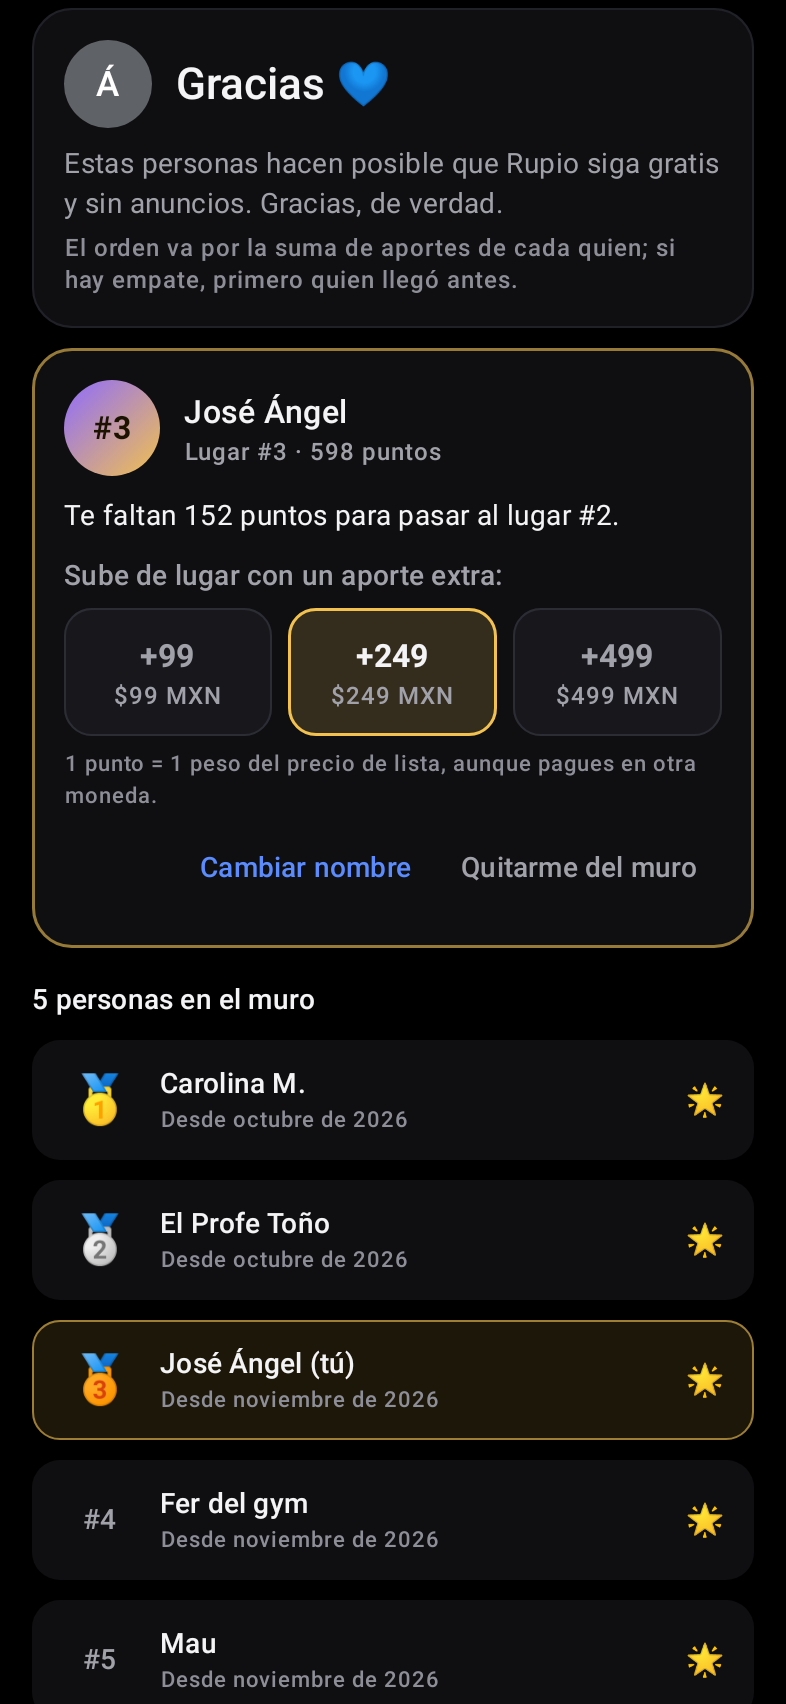 Á
Gracias 💙
Estas personas hacen posible que Rupio siga gratis
y sin anuncios. Gracias, de verdad.
El orden va por la suma de aportes de cada quien; si
hay empate, primero quien llegó antes.
#3
José Ángel
Lugar #3 · 598 puntos
Te faltan 152 puntos para pasar al lugar #2.
Sube de lugar con un aporte extra:
+99
$99 MXN
+249
$249 MXN
+499
$499 MXN
1 punto = 1 peso del precio de lista, aunque pagues en otra
moneda.
Cambiar nombre
Quitarme del muro
5 personas en el muro
1
Carolina M.
Desde octubre de 2026
2
El Profe Toño
Desde octubre de 2026
3
José Ángel (tú)
Desde noviembre de 2026
#4
Fer del gym
Desde noviembre de 2026
#5
Mau
Desde noviembre de 2026